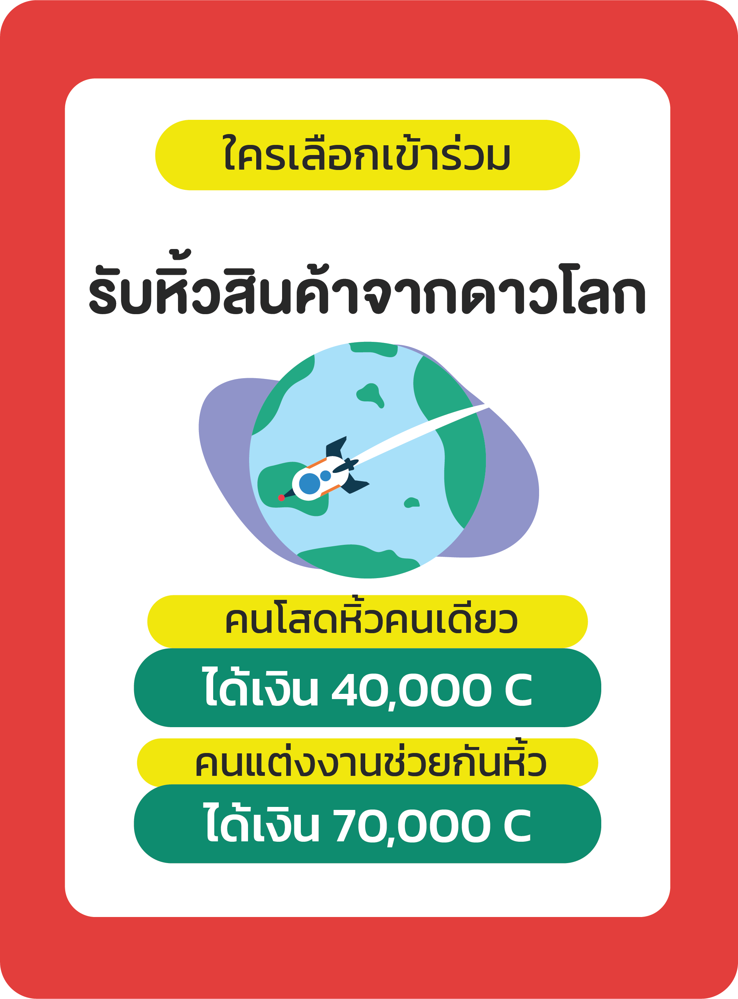 ใครเลือกเข้าร่วม
รับหิ้วสินค้าจากดาวโลก
คนโสดหิ้วคนเดียว
ได้เงิน 40,000 C
คนแต่งงานช่วยกันหิ้ว
ได้เงิน 70,000 C